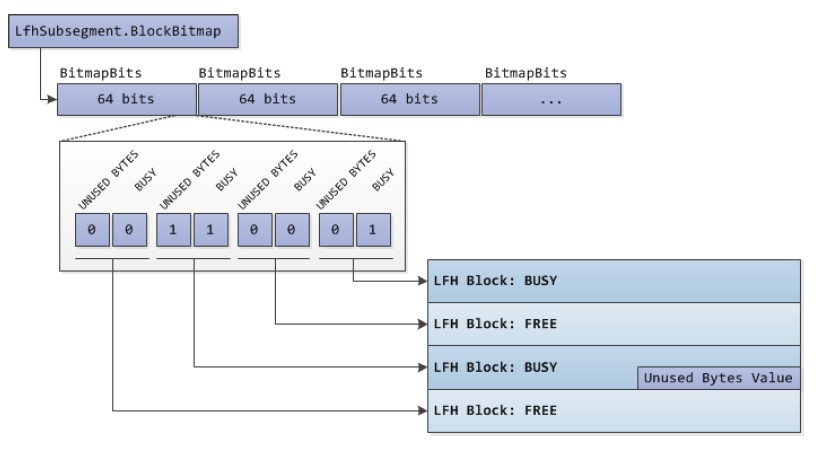 LfhSubsegment.BlockBitmap
BitmapBits BitmapBits BitmapBits BitmapBits
64 bits 64 bits 64 bits ...
UNUSED BYTES BUSY UNUSED BYTES BUSY UNUSED BYTES BUSY UNUSED BYTES BUSY
0 0 1 1 0 0 0 1
LFH Block: BUSY
LFH Block: FREE
LFH Block: BUSY
Unused Bytes Value
LFH Block: FREE